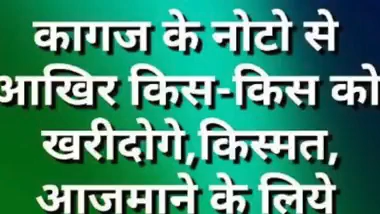 कागज के नोटो से
आखिर किस-किस को
खरीदोगे,किस्मत,
आजमाने के लिये